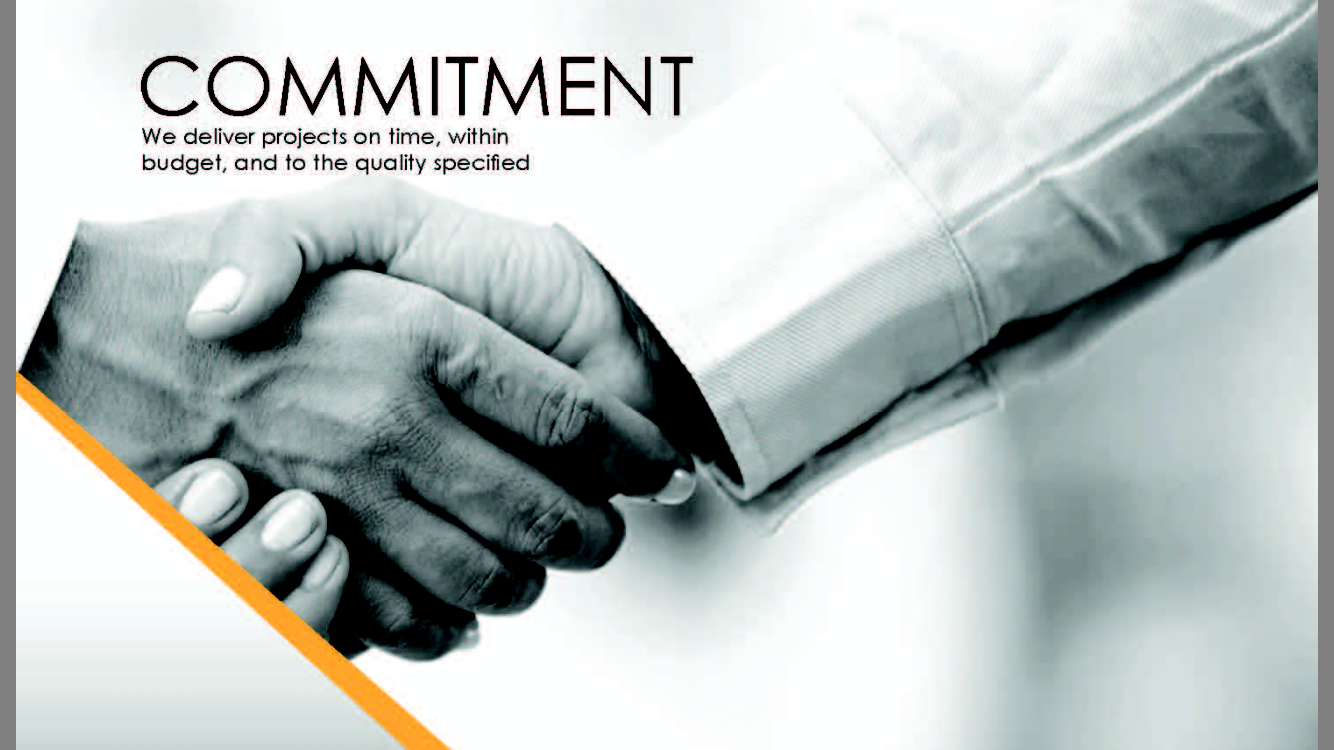 COMMITMENT
We deliver projects on time, within
budget, and to the quality specified